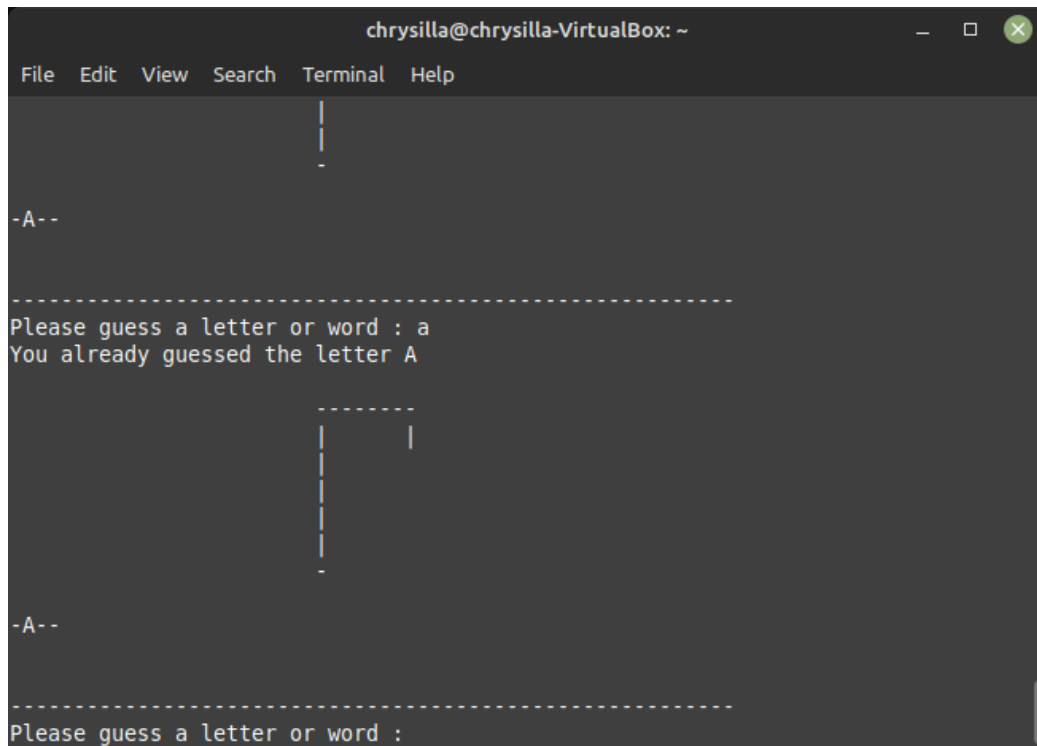 chrysilla@chrysilla-VirtualBox: ~
File Edit View Search Terminal Help
|
|
-
-A--
---------------------------------------------------------
Please guess a letter or word : a
You already guessed the letter A
--------
|      |
|
|
|
|
-
-A--
---------------------------------------------------------
Please guess a letter or word :